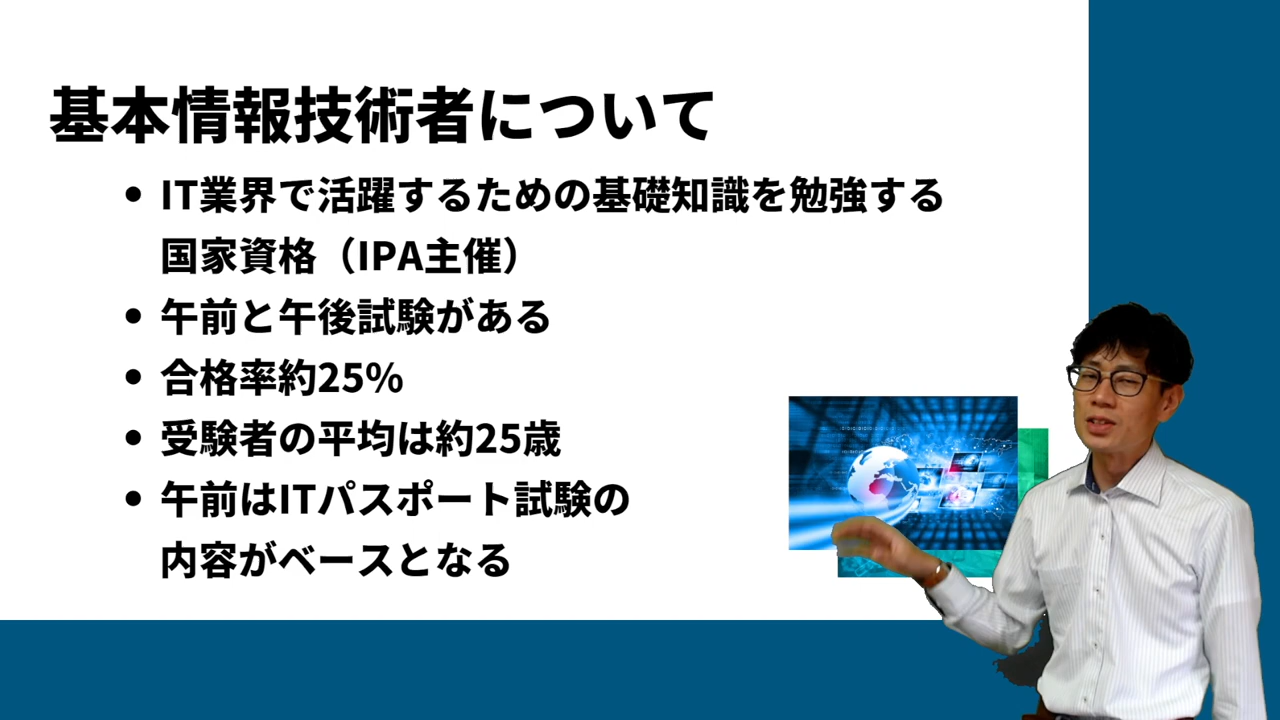 基本情報技術者について
• IT業界で活躍するための基礎知識を勉強する
国家資格（IPA主催）
• 午前と午後試験がある
• 合格率約25%
• 受験者の平均は約25歳
• 午前はITパスポート試験の
内容がベースとなる